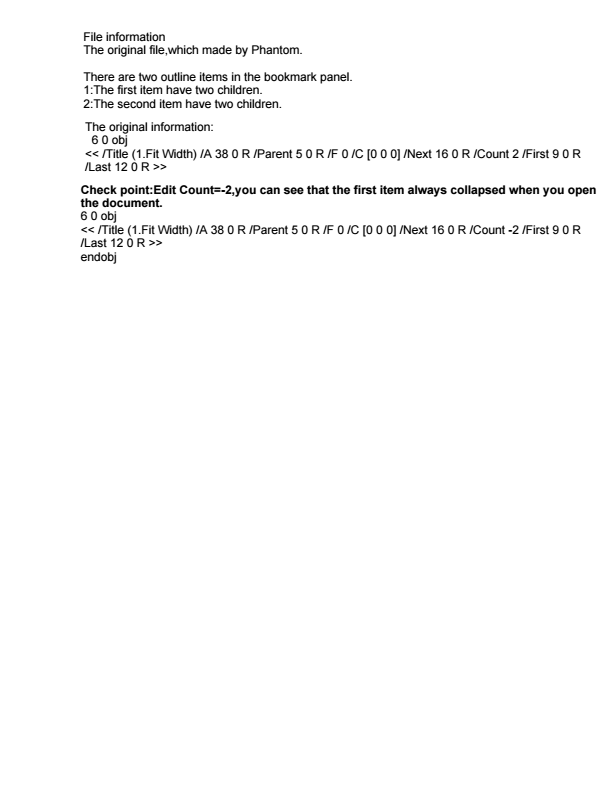 File information
The original file,which made by Phantom.
There are two outline items in the bookmark panel.
1:The first item have two children.
2:The second item have two children.
The original information:
6 0 obj
<< /Title (1.Fit Width) /A 38 0 R /Parent 5 0 R /F 0 /C [0 0 0] /Next 16 0 R /Count 2 /First 9 0 R
/Last 12 0 R >>
Check point:Edit Count=-2,you can see that the first item always collapsed when you open
the document.
6 0 obj
<< /Title (1.Fit Width) /A 38 0 R /Parent 5 0 R /F 0 /C [0 0 0] /Next 16 0 R /Count -2 /First 9 0 R
/Last 12 0 R >>
endobj